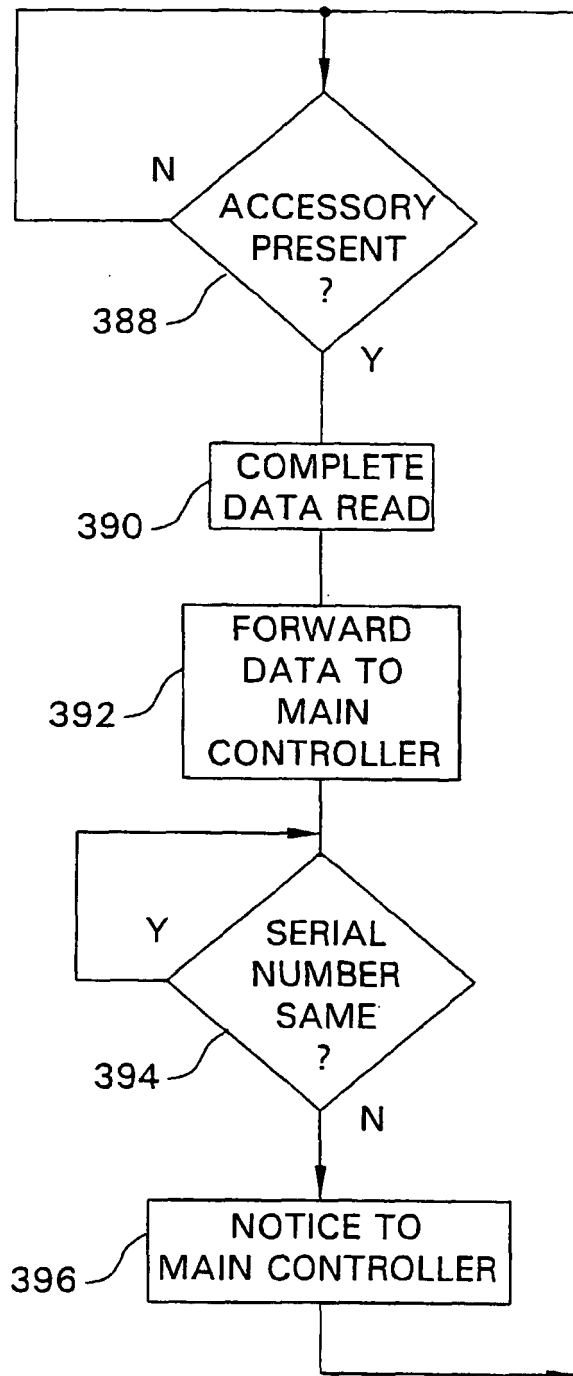 N
ACCESSORY
PRESENT
?
388
Y
COMPLETE
DATA READ
390
FORWARD
DATA TO
MAIN
CONTROLLER
392
Y
SERIAL
NUMBER
SAME
?
394
N
NOTICE TO
MAIN CONTROLLER
396